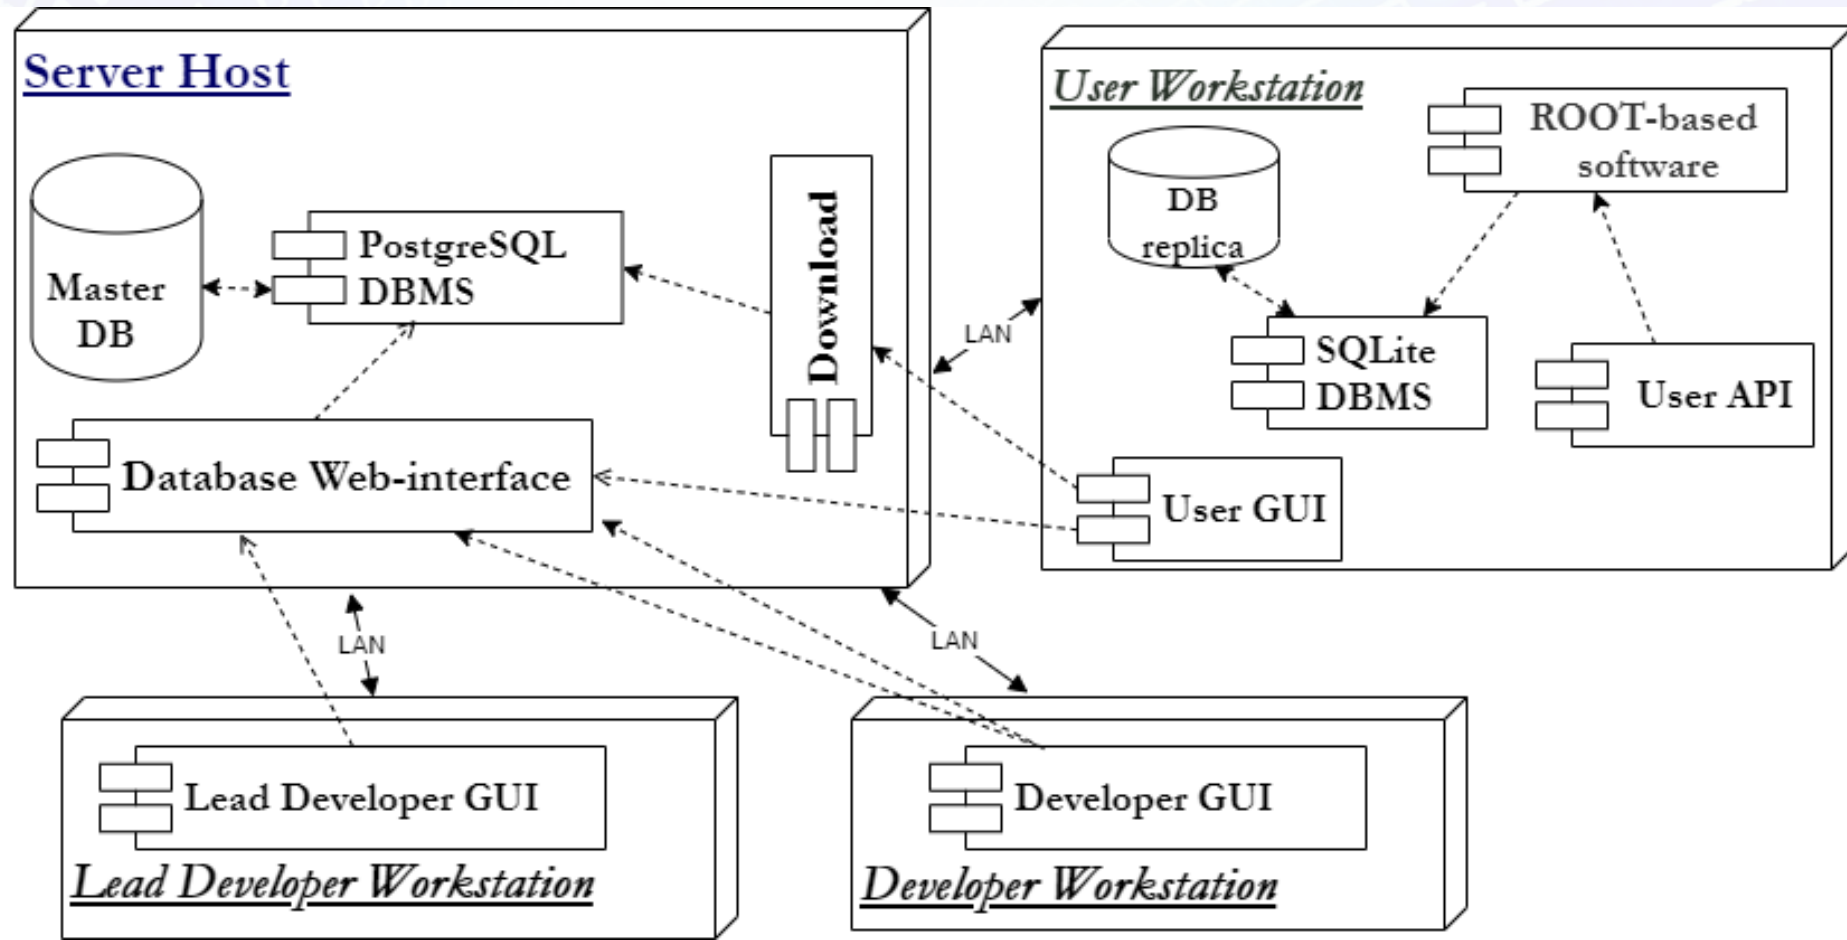 Server Host
Master
DB
PostgreSQL
DBMS
Download
Database Web-interface
LAN
User Workstation
ROOT-based
software
DB
replica
SQLite
DBMS
User API
User GUI
LAN
LAN
Lead Developer GUI
Lead Developer Workstation
Developer GUI
Developer Workstation